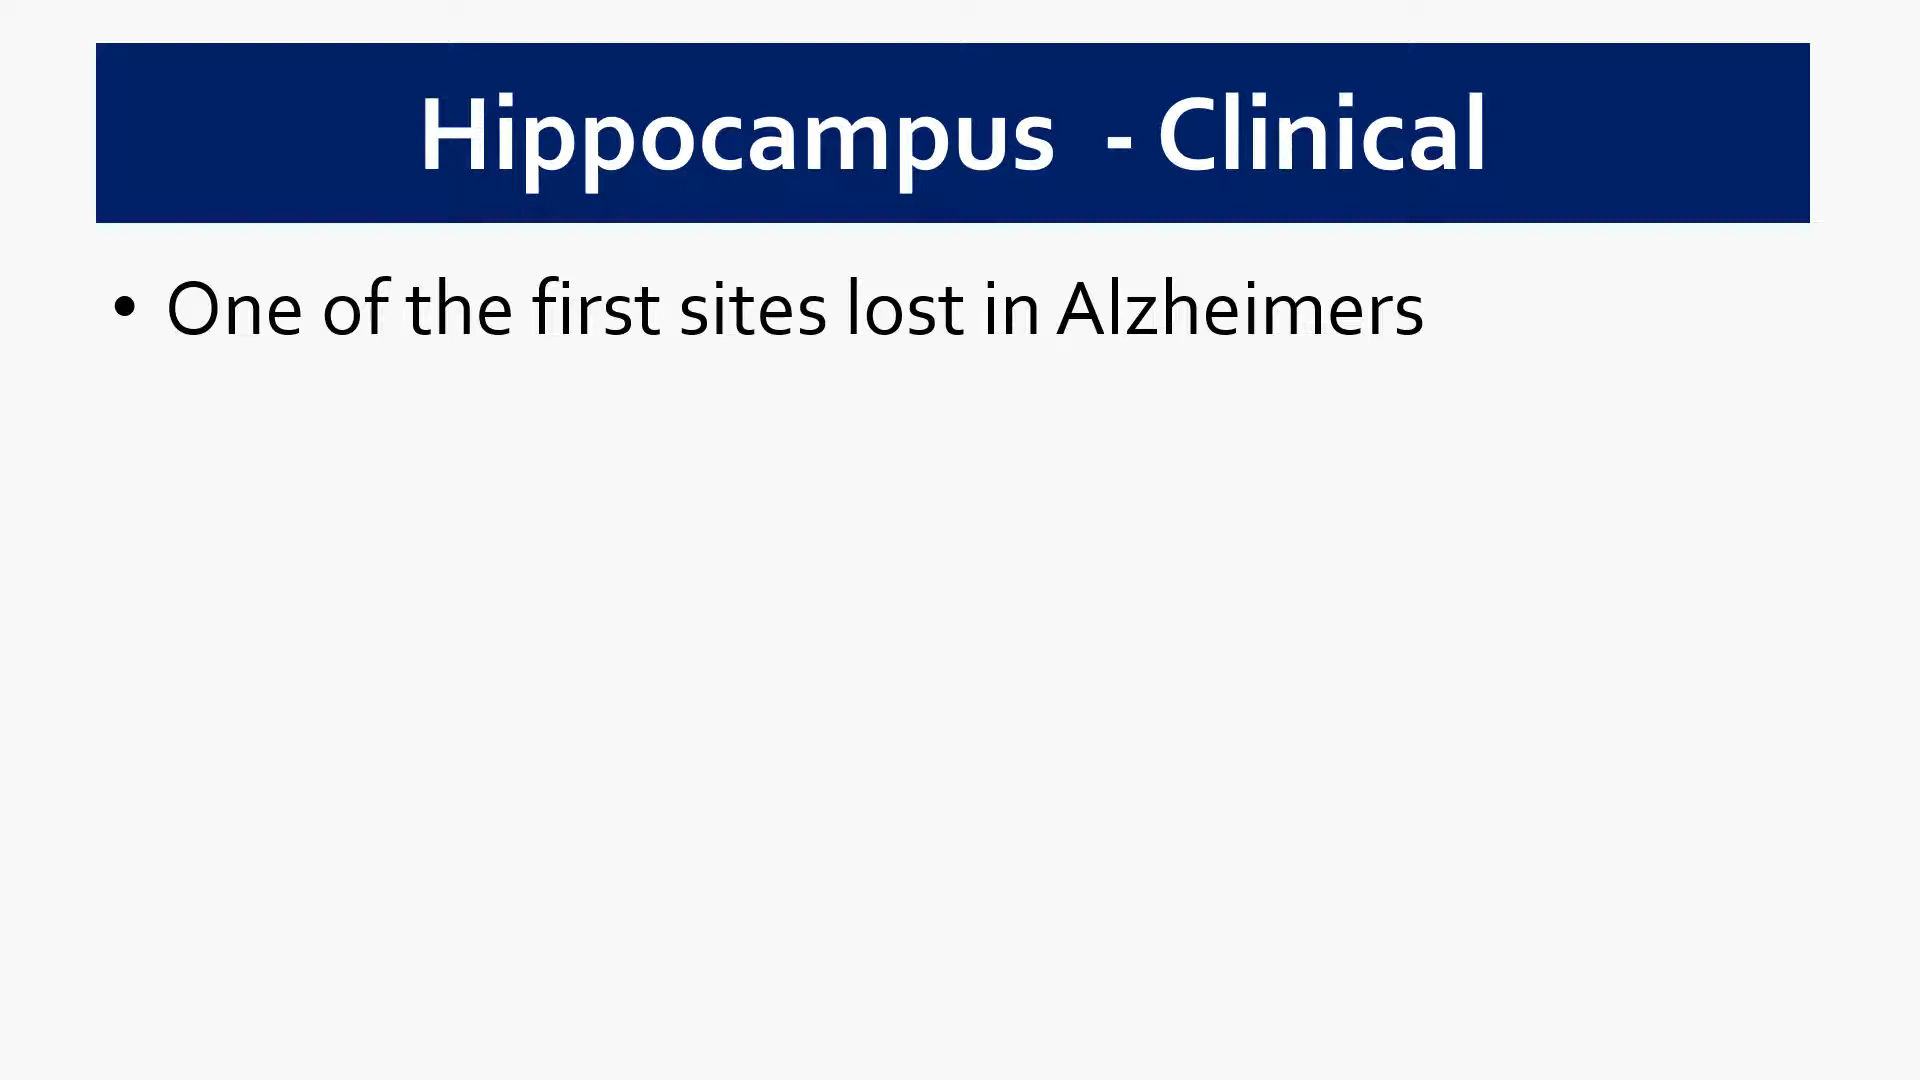 Hippocampus - Clinical
• One of the first sites lost in Alzheimers